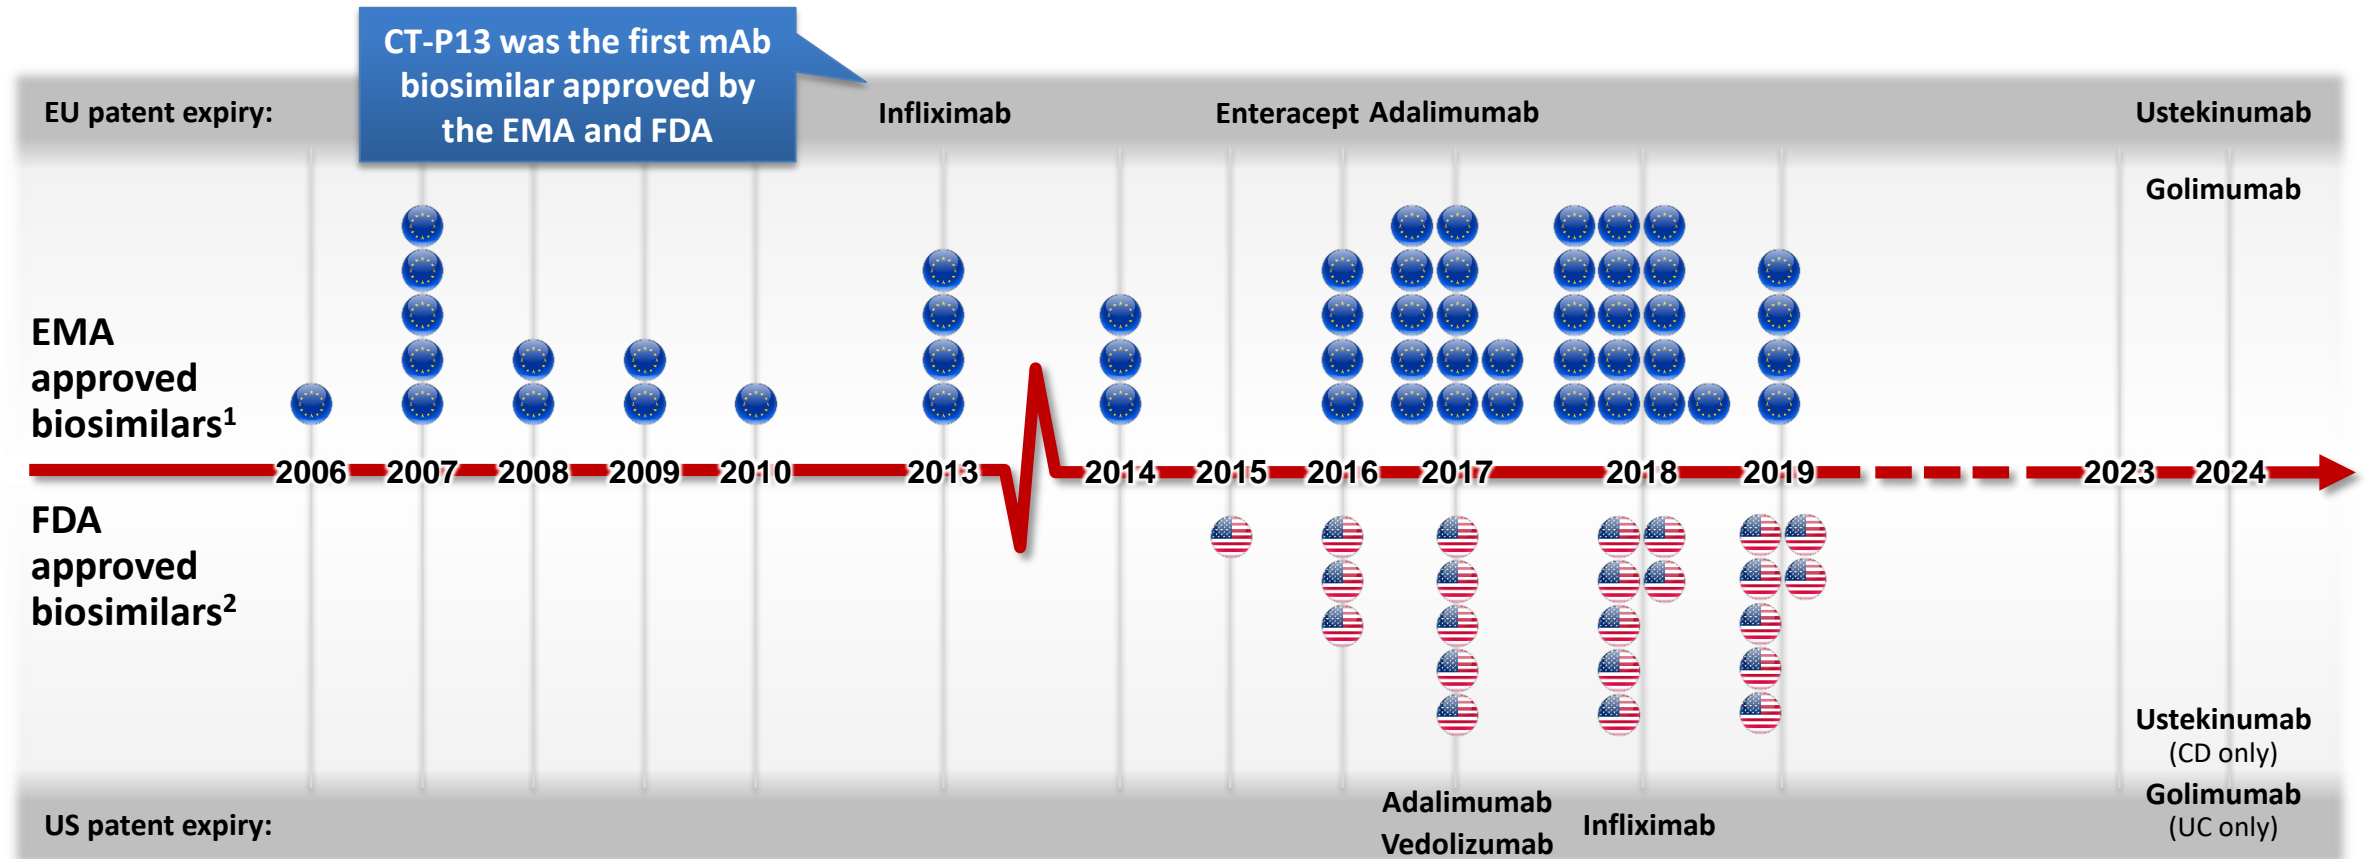 CT-P13 was the first mAb
biosimilar approved by
the EMA and FDA
EU patent expiry:
Infliximab
Enteracept Adalimumab
Ustekinumab
Golimumab
EMA
approved
biosimilars1
2006 2007 2008 2009 2010 2013 2014 2015 2016 2017 2018 2019 2023 2024
FDA
approved
biosimilars2
Ustekinumab
(CD only)
Golimumab
(UC only)
US patent expiry:
Adalimumab
Vedolizumab
Infliximab